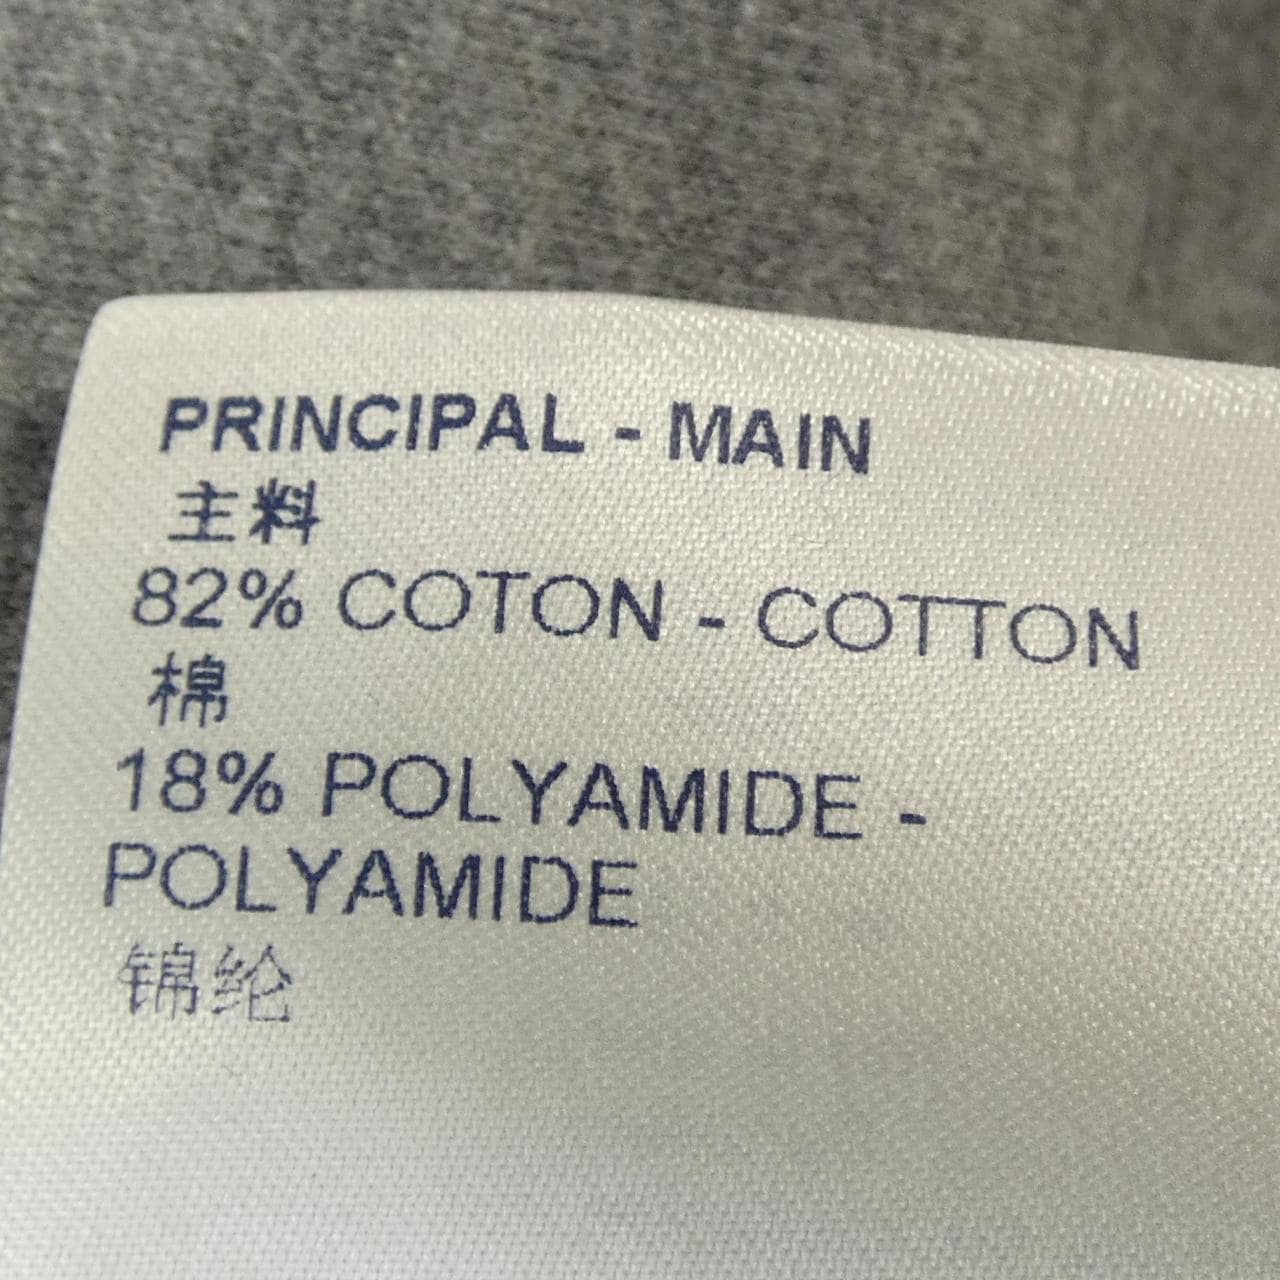 PRINCIPAL - MAIN
主料
82% COTON - COTTON
棉
18% POLYAMIDE -
POLYAMIDE
锦纶